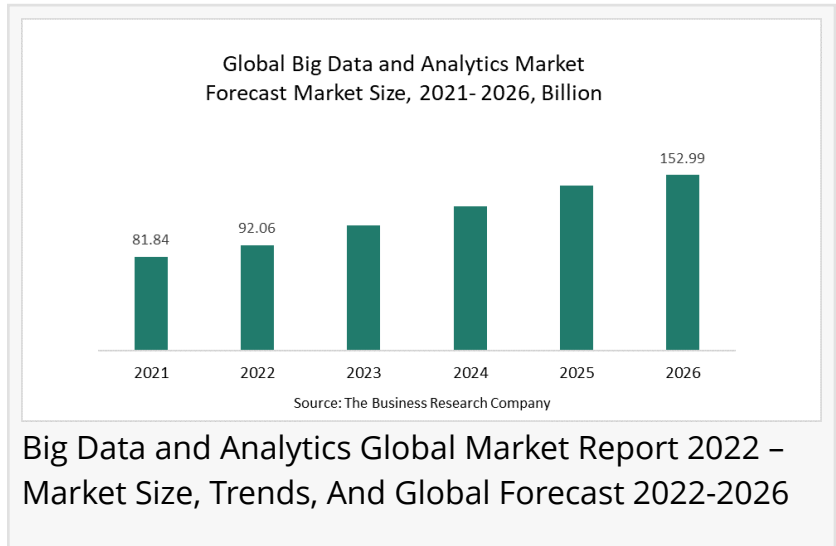 Global Big Data and Analytics Market
Forecast Market Size, 2021- 2026, Billion
152.99
92.06
81.84
2021 2022 2023 2024 2025 2026
Source: The Business Research Company
Big Data and Analytics Global Market Report 2022 –
Market Size, Trends, And Global Forecast 2022-2026